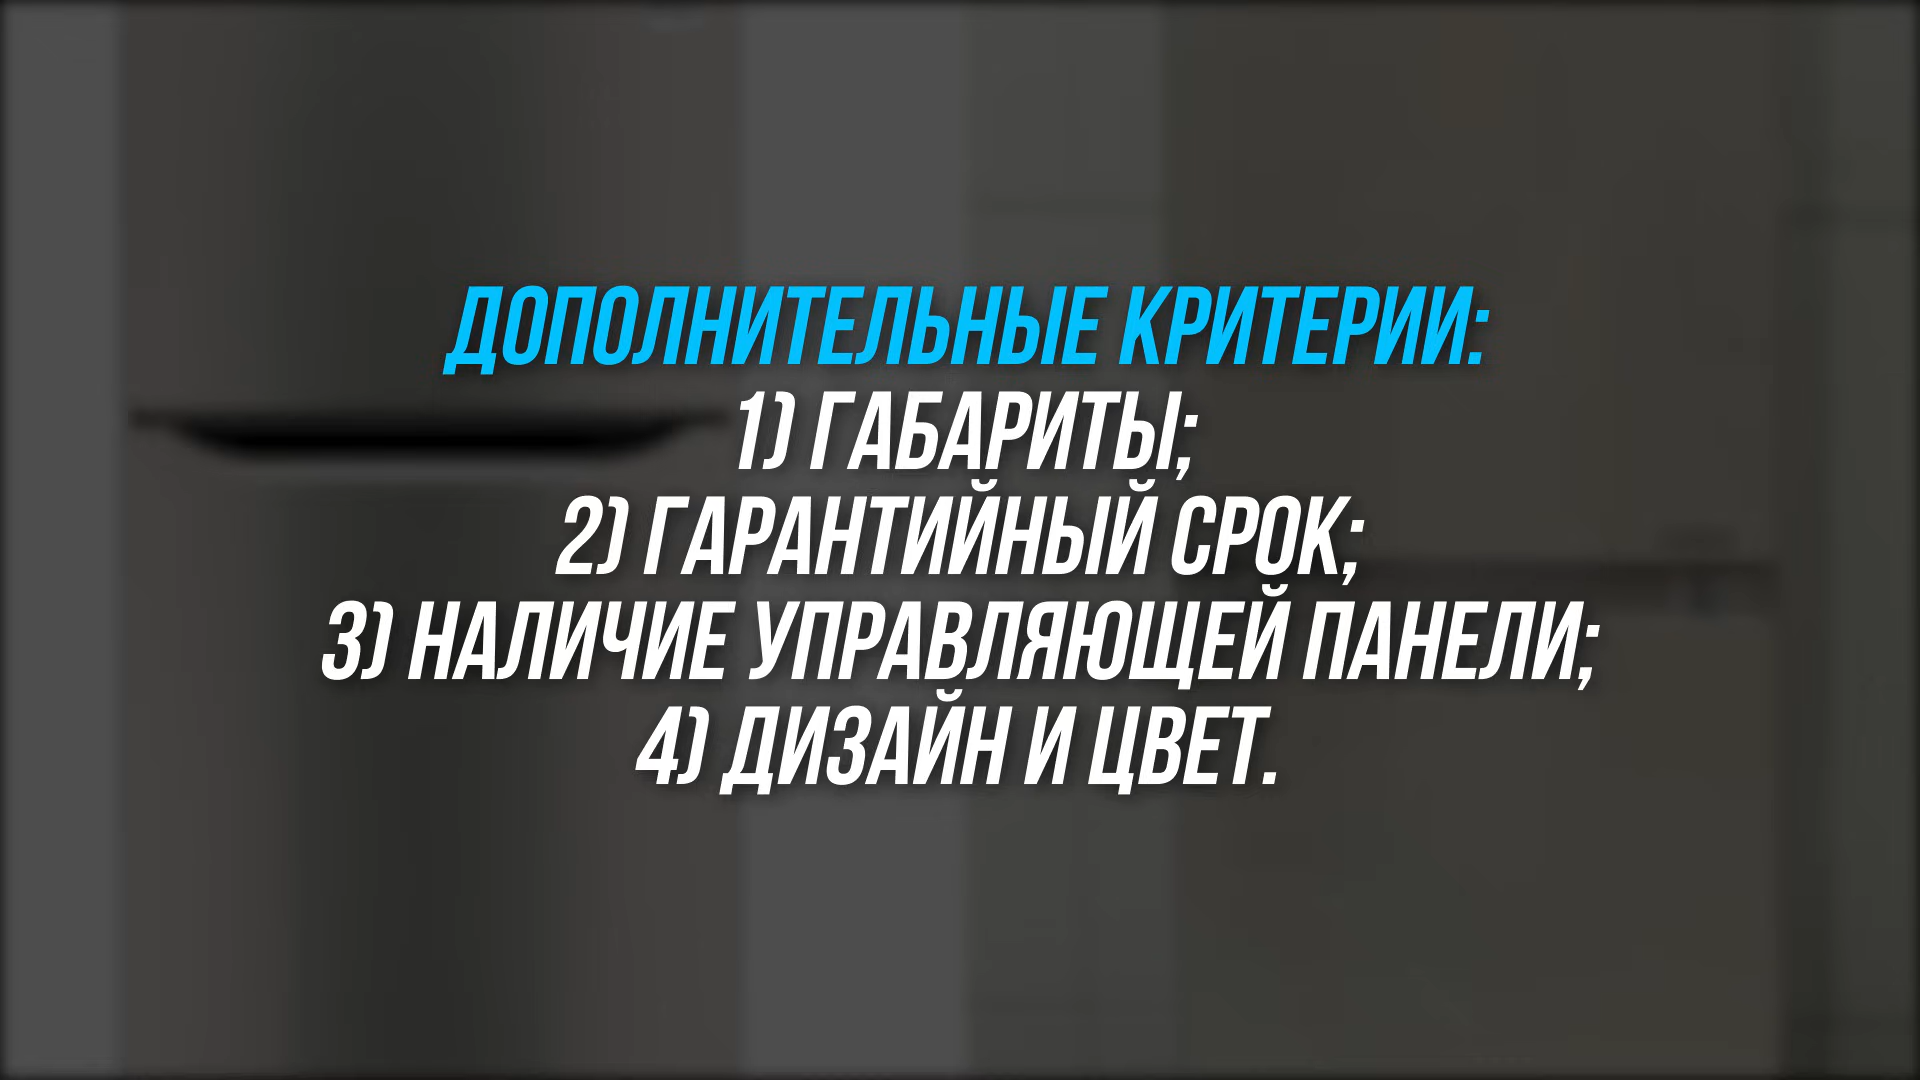 ДОПОЛНИТЕЛЬНЫЕ КРИТЕРИИ:
1) ГАБАРИТЫ;
2) ГАРАНТИЙНЫЙ СРОК;
3) НАЛИЧИЕ УПРАВЛЯЮЩЕЙ ПАНЕЛИ;
4) ДИЗАЙН И ЦВЕТ.